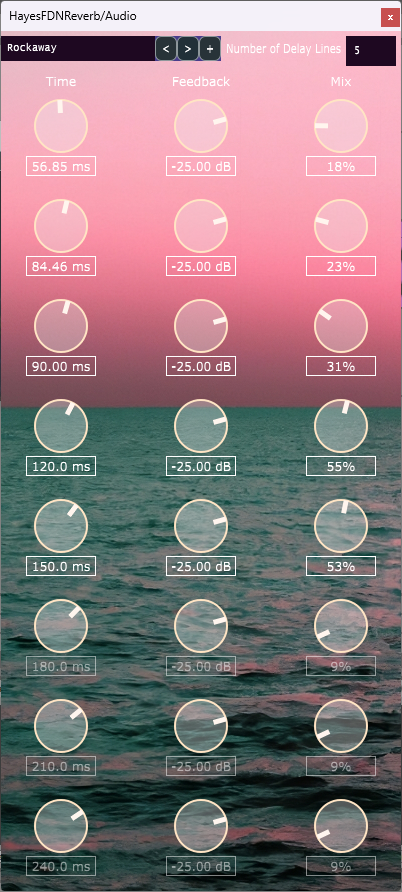 HayesFDNReverb/Audio x
Rockaway < > + Number of Delay Lines 5
Time Feedback Mix
56.85 ms -25.00 dB 18%
84.46 ms -25.00 dB 23%
90.00 ms -25.00 dB 31%
120.0 ms -25.00 dB 55%
150.0 ms -25.00 dB 53%
180.0 ms -25.00 dB 9%
210.0 ms -25.00 dB 9%
240.0 ms -25.00 dB 9%